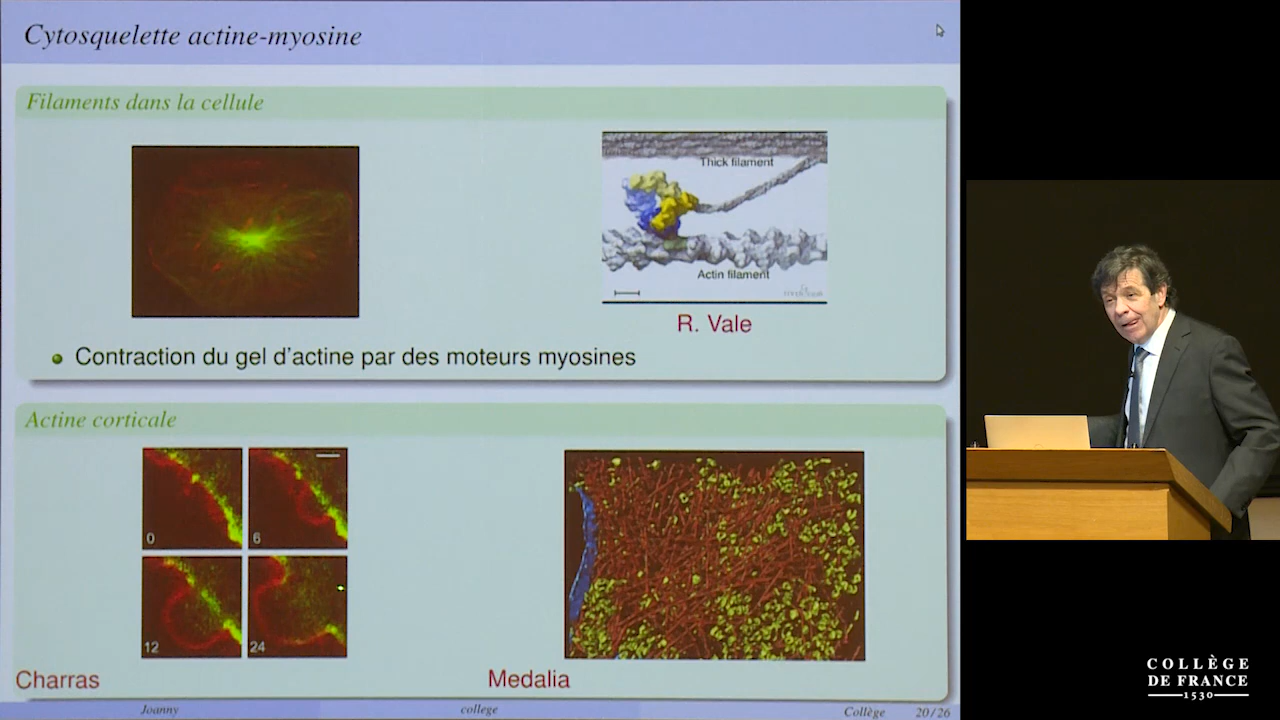 Cytosquelette actine-myosine
Filaments dans la cellule
Thick filament
Actin filament
R. Vale
Contraction du gel d'actine par des moteurs myosines
Actine corticale
0
6
12
24
Charras
Medalia
Joanny
college
Collège
20/26
COLLÈGE
DE FRANCE
1530